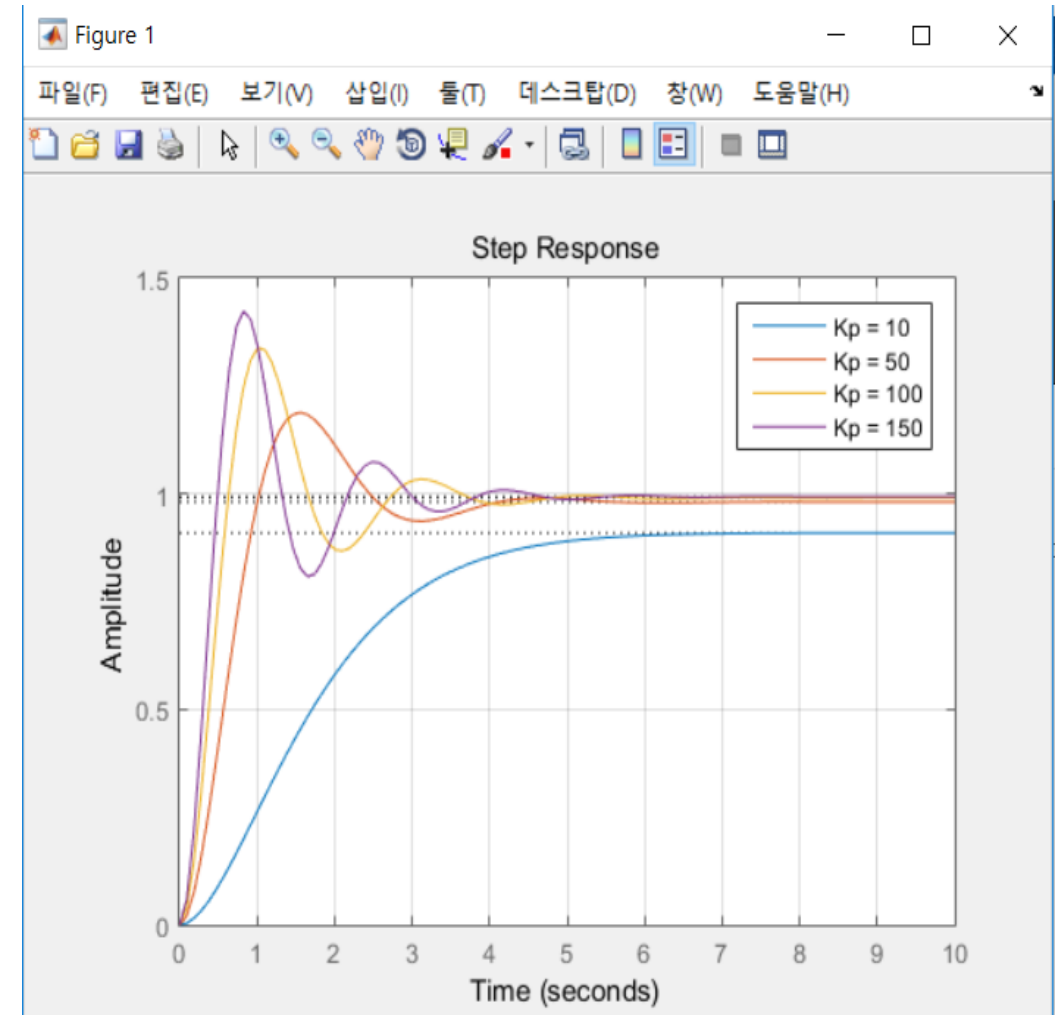 Figure 1
파일(F) 편집(E) 보기(V) 삽입(I) 툴(T) 데스크탑(D) 창(W) 도움말(H)
Step Response
1.5
1
0.5
0
Amplitude
Kp = 10
Kp = 50
Kp = 100
Kp = 150
0 1 2 3 4 5 6 7 8 9 10
Time (seconds)